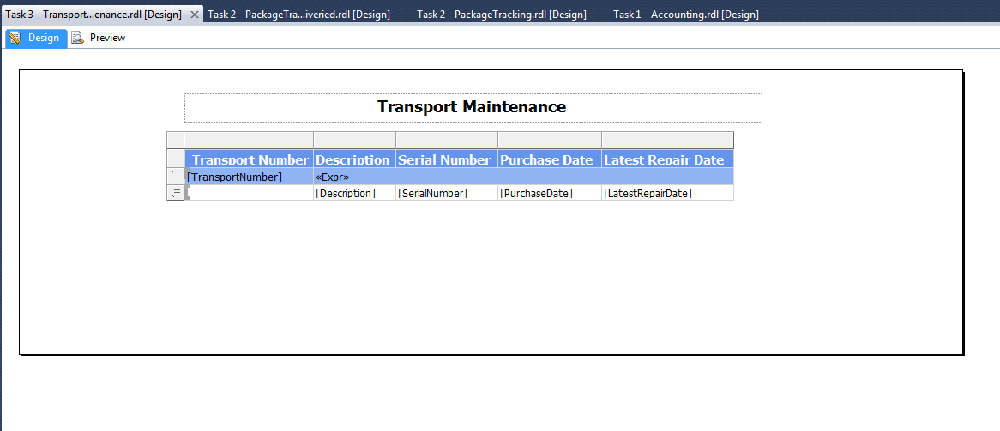 Task 3 - Transport...enance.rdl [Design] Task 2 - PackageTra...iveried.rdl [Design] Task 2 - PackageTracking.rdl [Design] Task 1 - Accounting.rdl [Design]
Design Preview
Transport Maintenance
Transport Number Description Serial Number Purchase Date Latest Repair Date
[TransportNumber] «Expr»
[Description] [SerialNumber] [PurchaseDate] [LatestRepairDate]